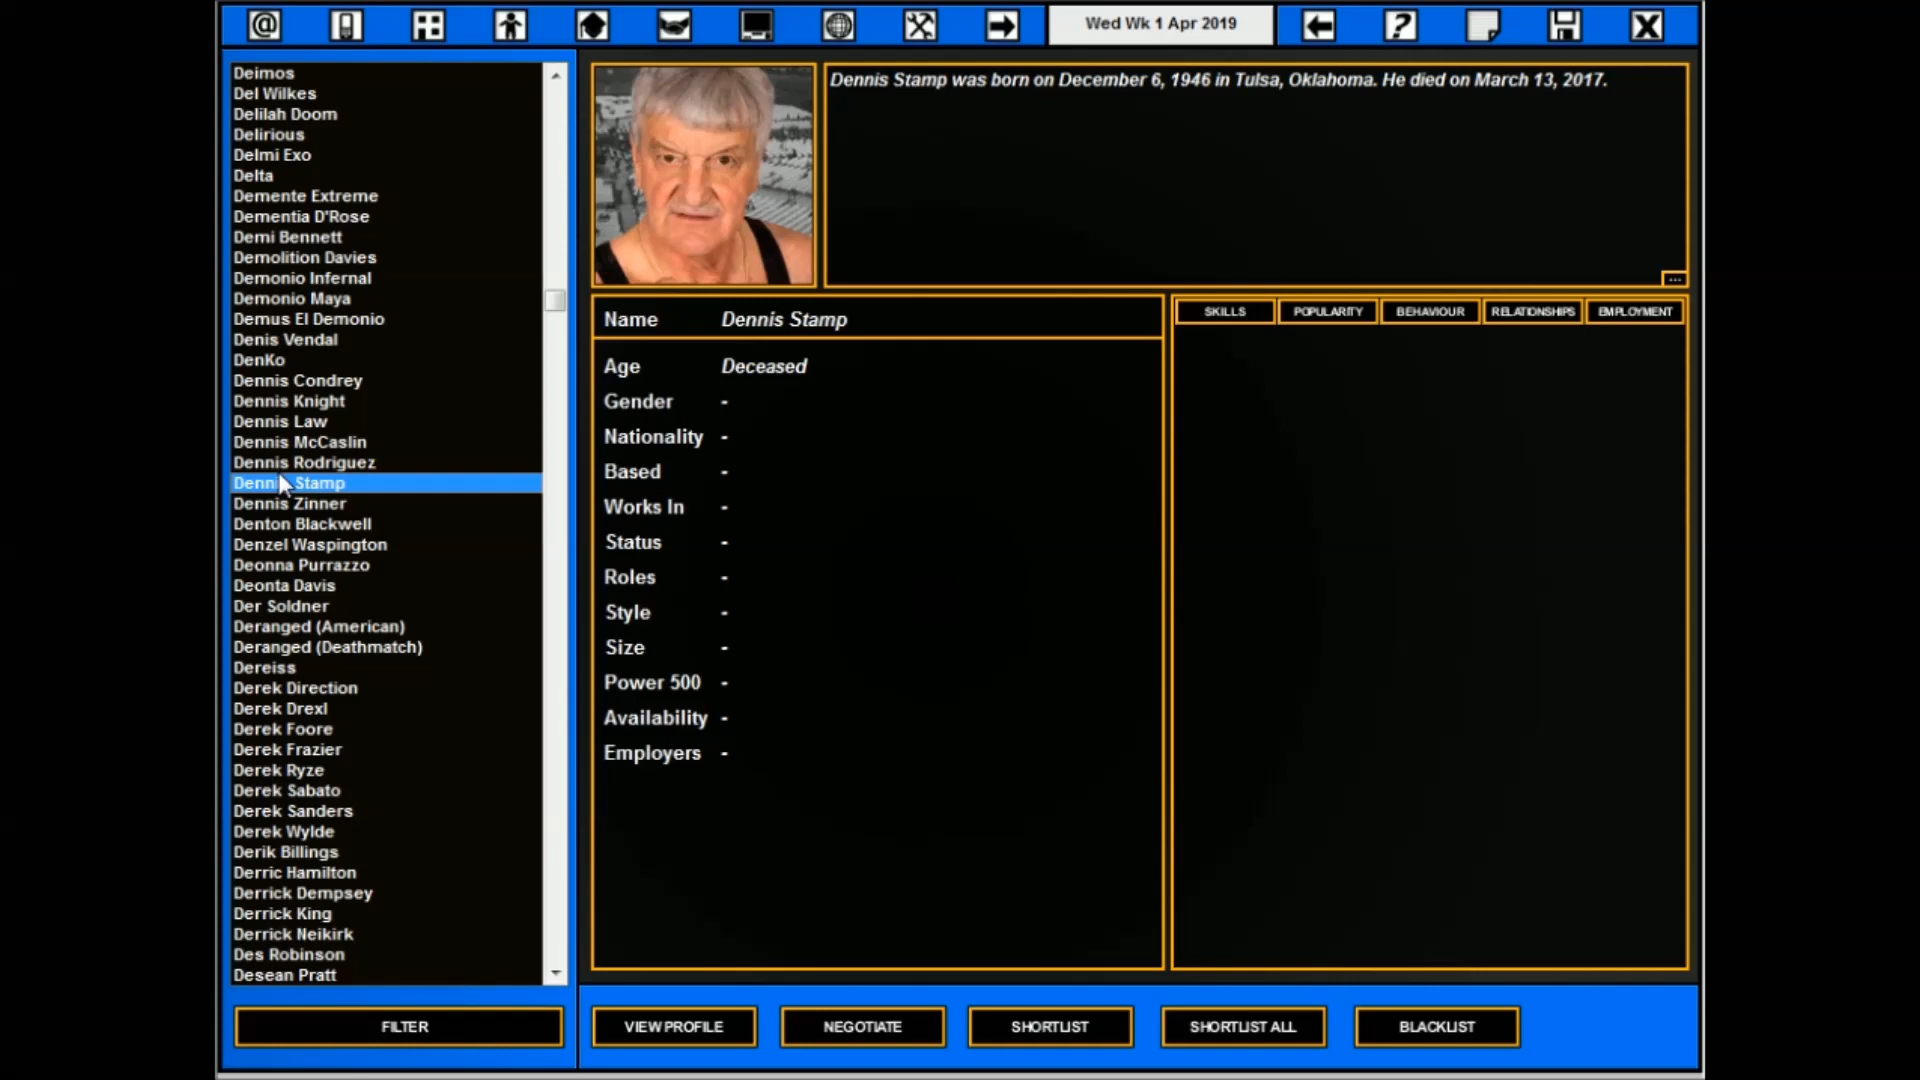 Wed Wk 1 Apr 2019
Deimos
Del Wilkes
Delilah Doom
Delirious
Delmi Exo
Delta
Demente Extreme
Dementia D'Rose
Demi Bennett
Demolition Davies
Demonio Infernal
Demonio Maya
Demus El Demonio
Denis Vendal
DenKo
Dennis Condrey
Dennis Knight
Dennis Law
Dennis McCaslin
Dennis Rodriguez
Dennis Stamp
Dennis Zinner
Denton Blackwell
Denzel Waspington
Deonna Purrazzo
Deonta Davis
Der Soldner
Deranged (American)
Deranged (Deathmatch)
Dereiss
Derek Direction
Derek Drexl
Derek Foore
Derek Frazier
Derek Ryze
Derek Sabato
Derek Sanders
Derek Wylde
Derik Billings
Derric Hamilton
Derrick Dempsey
Derrick King
Derrick Neikirk
Des Robinson
Desean Pratt
FILTER
Dennis Stamp was born on December 6, 1946 in Tulsa, Oklahoma. He died on March 13, 2017.
...
Name Dennis Stamp
Age Deceased
Gender -
Nationality -
Based -
Works In -
Status -
Roles -
Style -
Size -
Power 500 -
Availability -
Employers -
SKILLS POPULARITY BEHAVIOUR RELATIONSHIPS EMPLOYMENT
VIEW PROFILE NEGOTIATE SHORTLIST SHORTLIST ALL BLACKLIST